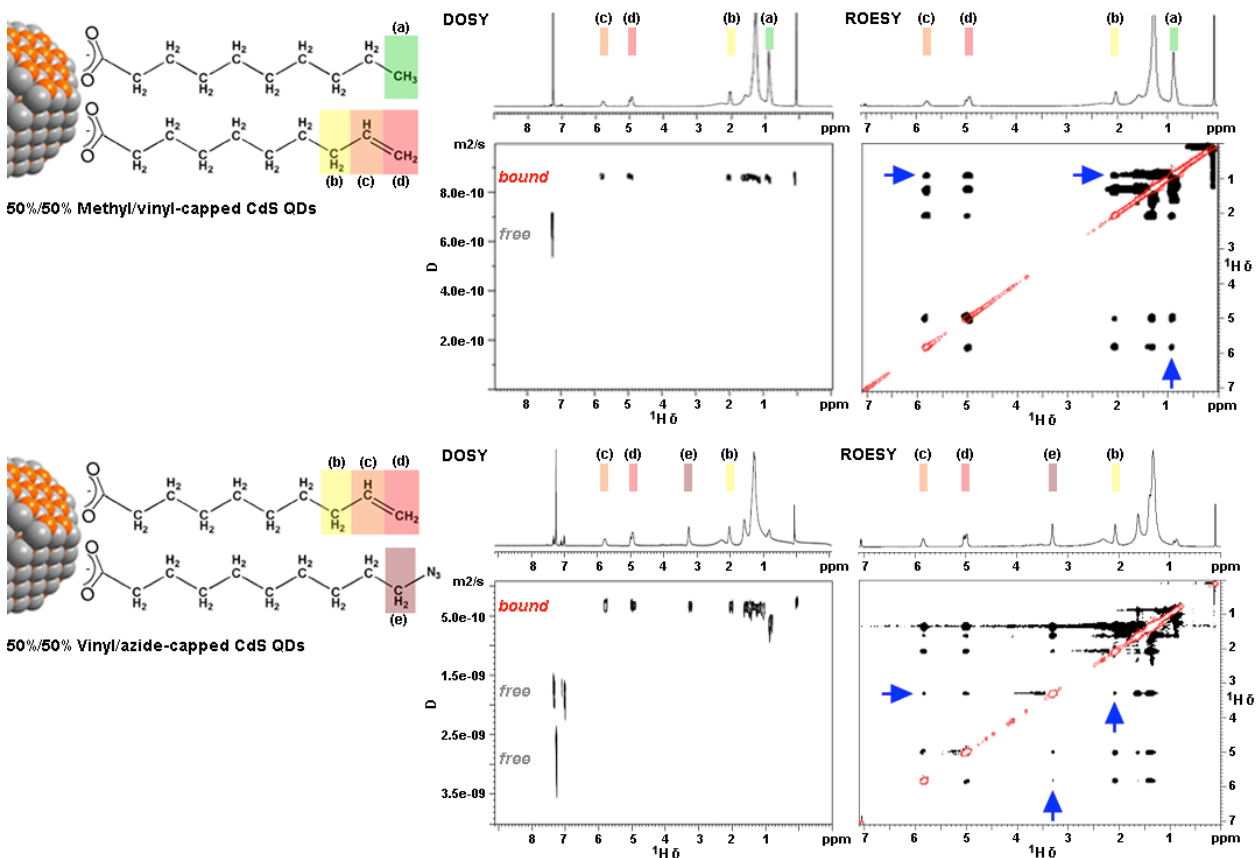 (a)
H2 H2 H2 H2
O C C C C
- C C C C CH3
O H2 H2 H2 H2
H2 H2 H2 H
O C C C C
- C C C C CH2
O H2 H2 H2 H2
(b) (c) (d)
50%/50% Methyl/vinyl-capped CdS QDs
DOSY
(c) (d) (b) (a)
8 7 6 5 4 3 2 1 ppm
m2/s
bound
free
8.0e-10
6.0e-10
4.0e-10
2.0e-10
D
8 7 6 5 4 3 2 1 ppm
1H δ
ROESY
(c) (d) (b) (a)
7 6 5 4 3 2 1 ppm
1
2
3
1H δ
4
5
6
7
7 6 5 4 3 2 1 ppm
1H δ
(b) (c) (d)
H2 H2 H2 H
O C C C C
- C C C C CH2
O H2 H2 H2 H2
H2 H2 H2 H2 N3
O C C C C
- C C C C C
O H2 H2 H2 H2 H2
(e)
50%/50% Vinyl/azide-capped CdS QDs
DOSY
(c) (d) (e) (b)
8 7 6 5 4 3 2 1 ppm
m2/s
bound
free
free
5.0e-10
1.5e-09
2.5e-09
3.5e-09
D
8 7 6 5 4 3 2 1 ppm
1H δ
ROESY
(c) (d) (e) (b)
7 6 5 4 3 2 1 ppm
1
2
3
1H δ
4
5
6
7
7 6 5 4 3 2 1 ppm
1H δ